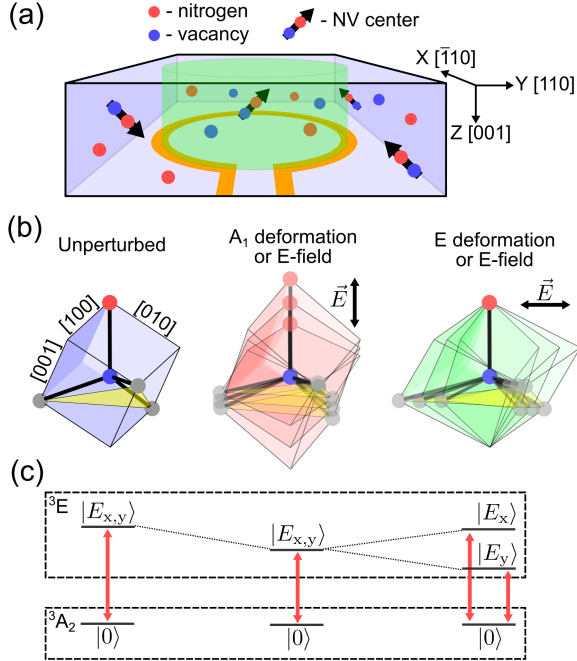 (a)
- nitrogen
- vacancy
- NV center
X [1̅10]
Y [110]
Z [001]
(b)
Unperturbed
A₁ deformation
or E-field
E deformation
or E-field
[001]
[100]
[010]
E⃗
E⃗
(c)
³E
|Eₓ,ᵧ⟩
|Eₓ,ᵧ⟩
|Eₓ⟩
|Eᵧ⟩
³A₂
|0⟩
|0⟩
|0⟩